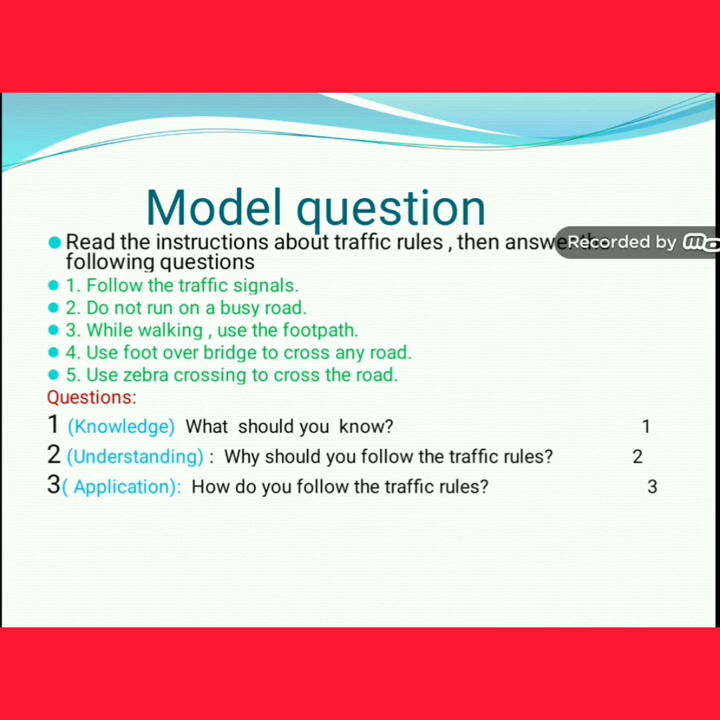 Model question
Read the instructions about traffic rules , then answer
Recorded by
following questions
1. Follow the traffic signals.
2. Do not run on a busy road.
3. While walking , use the footpath.
4. Use foot over bridge to cross any road.
5. Use zebra crossing to cross the road.
Questions:
1 (Knowledge) What should you know? 1
2 (Understanding) : Why should you follow the traffic rules? 2
3( Application): How do you follow the traffic rules? 3